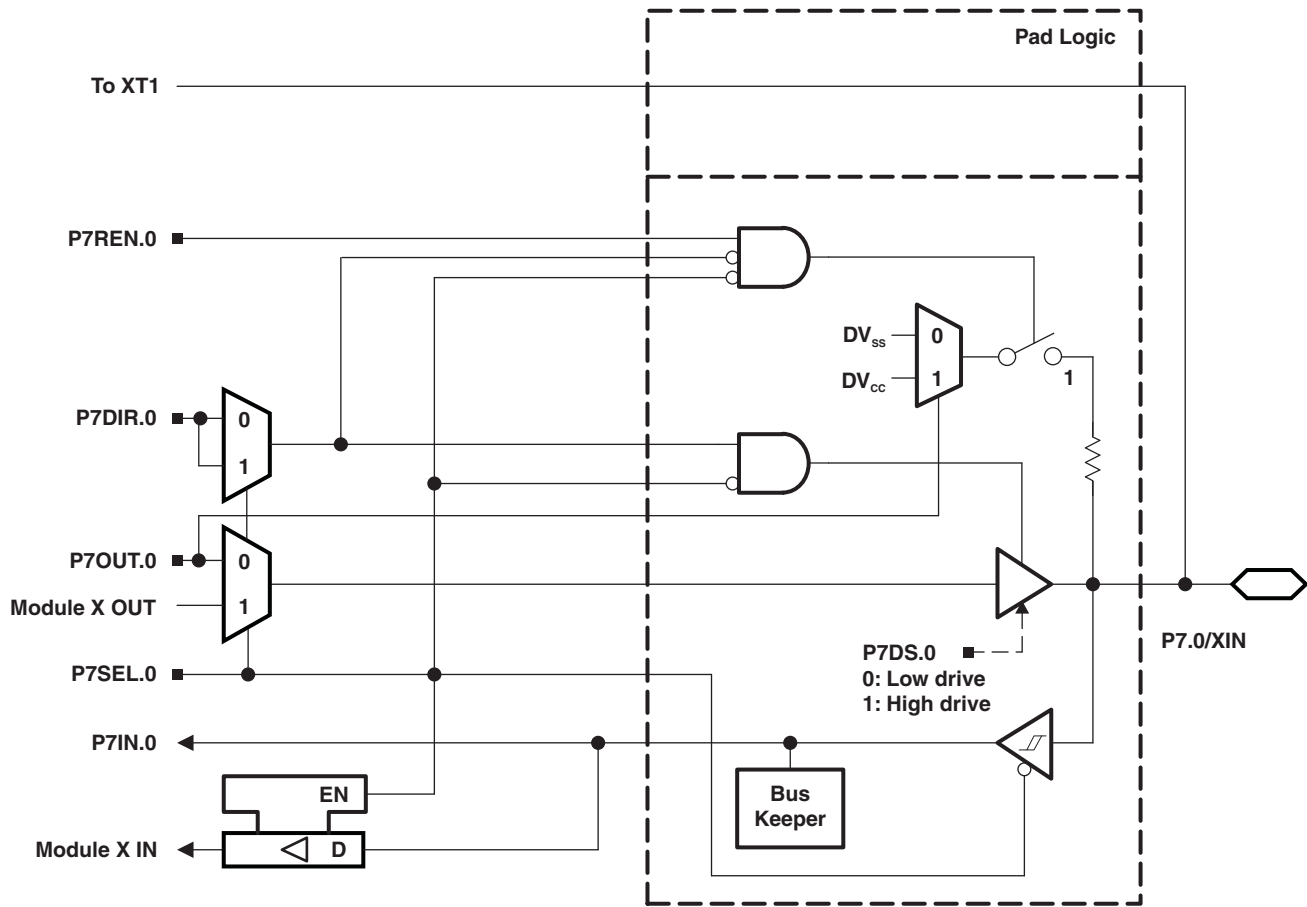 Pad Logic
To XT1
P7REN.0
DV_SS
0
DV_CC
1
1
P7DIR.0
0
1
P7OUT.0
0
Module X OUT
1
P7DS.0
0: Low drive
1: High drive
P7.0/XIN
P7SEL.0
P7IN.0
EN
Bus
Keeper
Module X IN
D